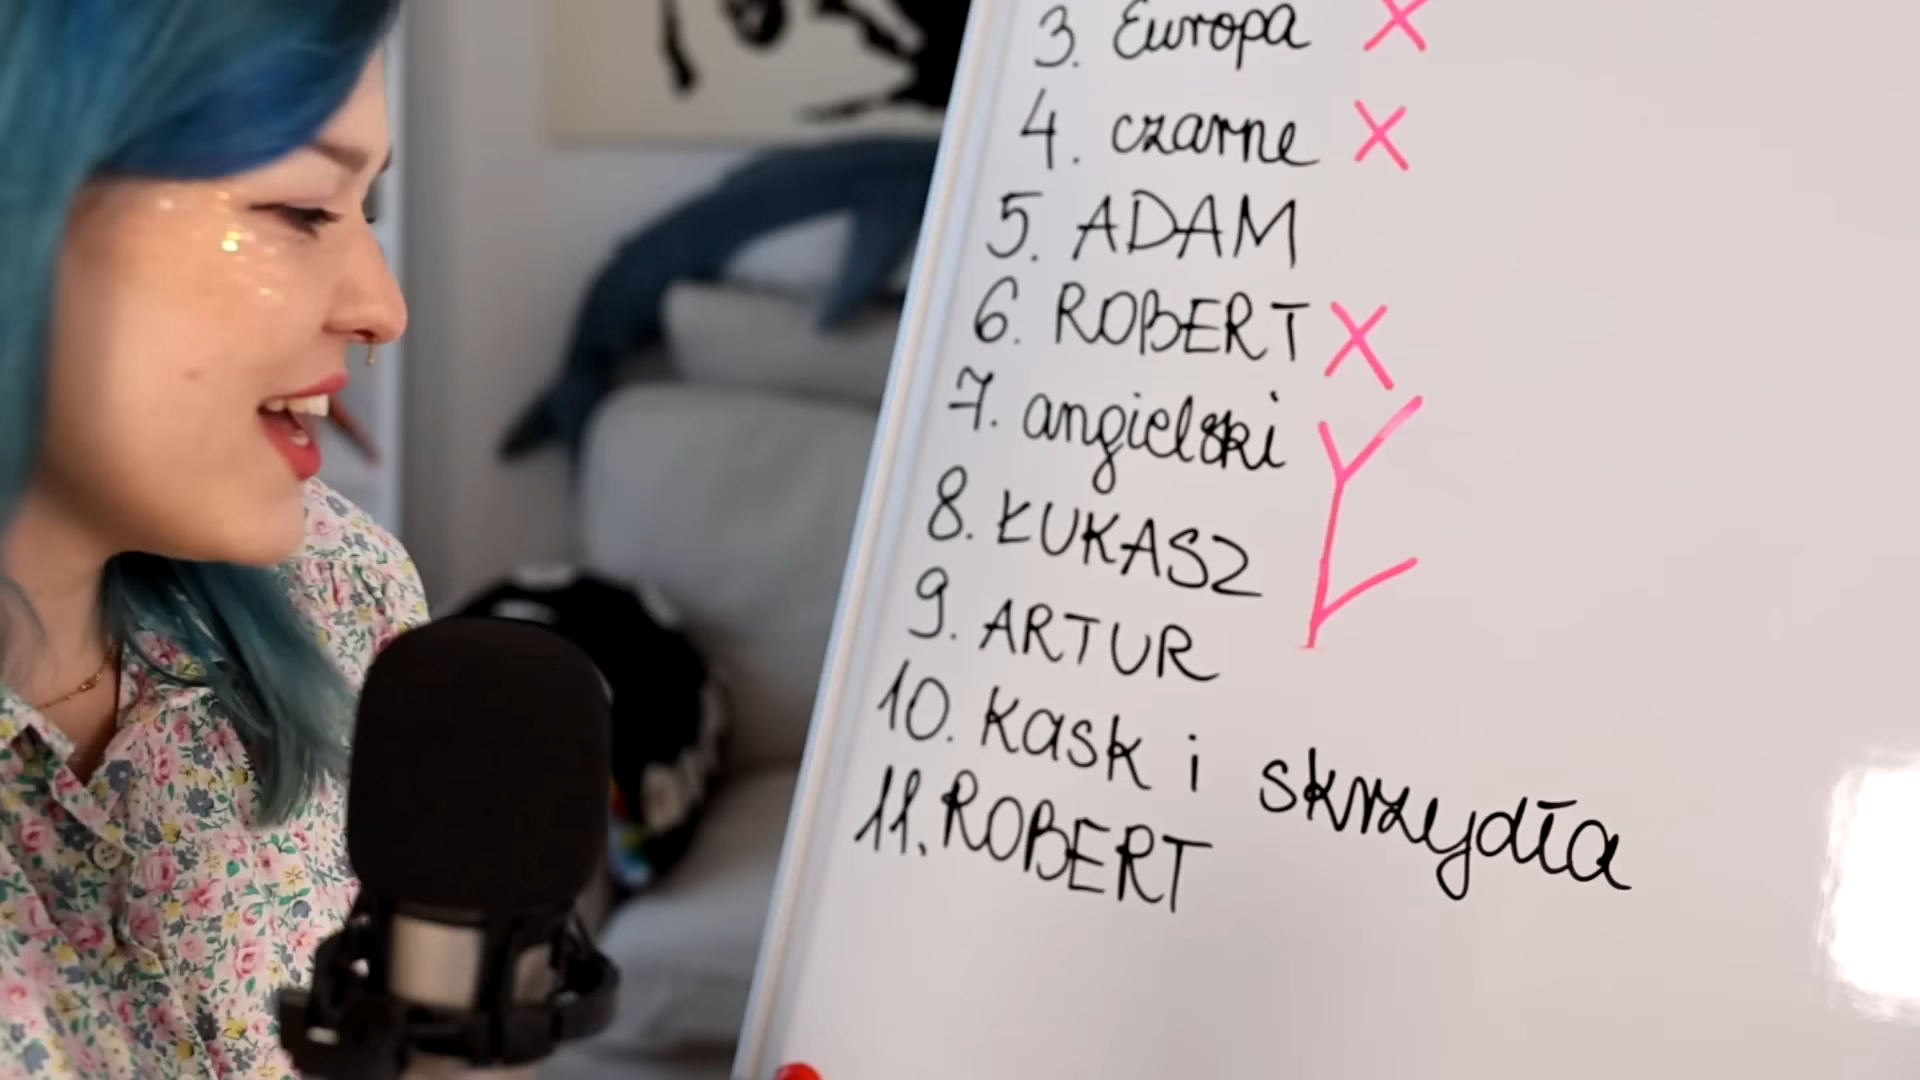 3. Europa X
4. czarne X
5. ADAM
6. ROBERT X
7. angielski
8. ŁUKASZ
9. ARTUR
10. Kask i skrzydła
11. ROBERT